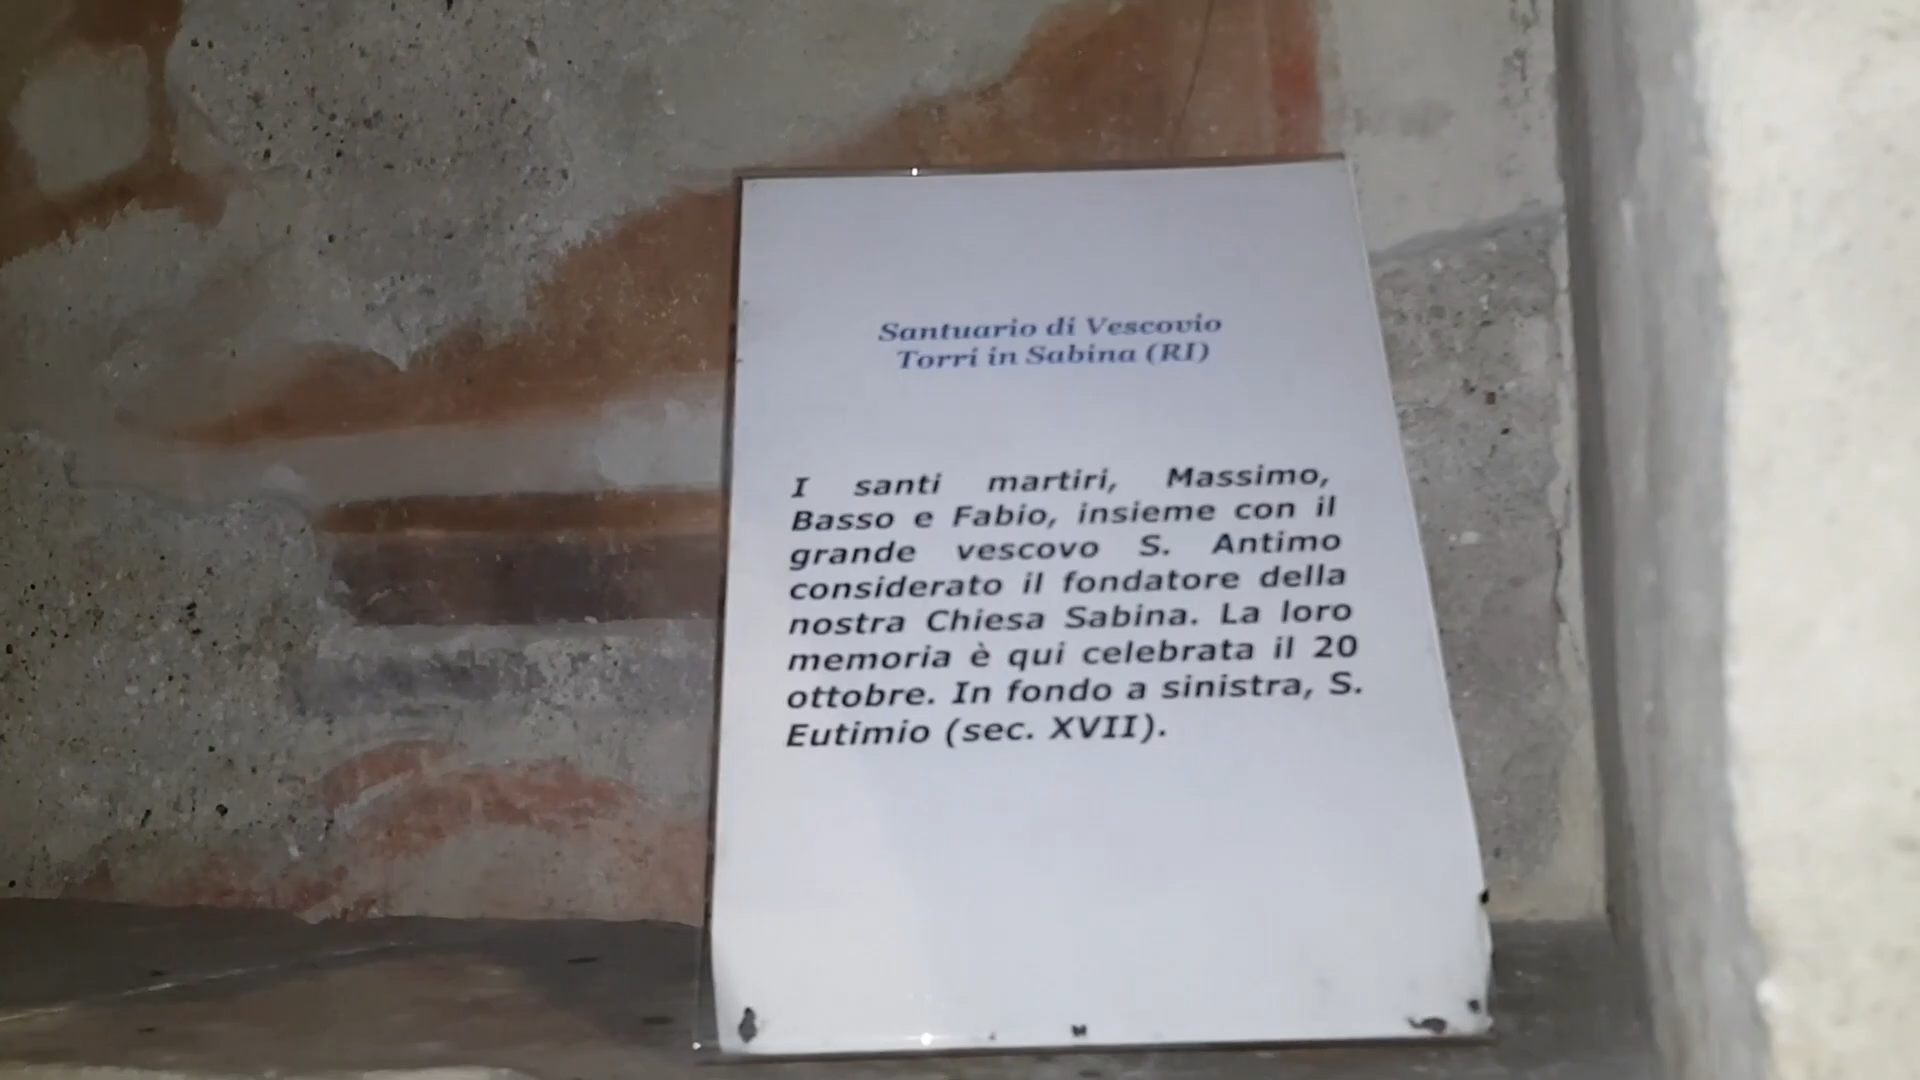 Santuario di Vescovio
Torri in Sabina (RI)
I santi martiri, Massimo,
Basso e Fabio, insieme con il
grande vescovo S. Antimo
considerato il fondatore della
nostra Chiesa Sabina. La loro
memoria è qui celebrata il 20
ottobre. In fondo a sinistra, S.
Eutimio (sec. XVII).